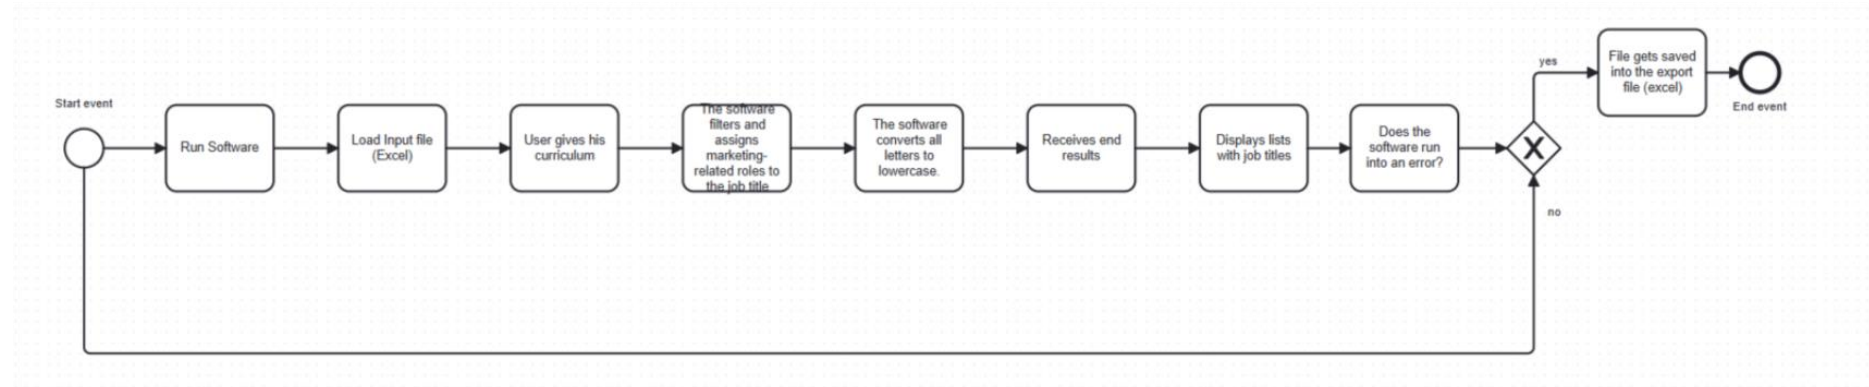 Start event
Run Software
Load Input file
(Excel)
User gives his
curriculum
The software
filters and
assigns
marketing-
related roles to
the job title
The software
converts all
letters to
lowercase.
Receives end
results
Displays lists
with job titles
Does the
software run
into an error?
X
yes
no
File gets saved
into the export
file (excel)
End event